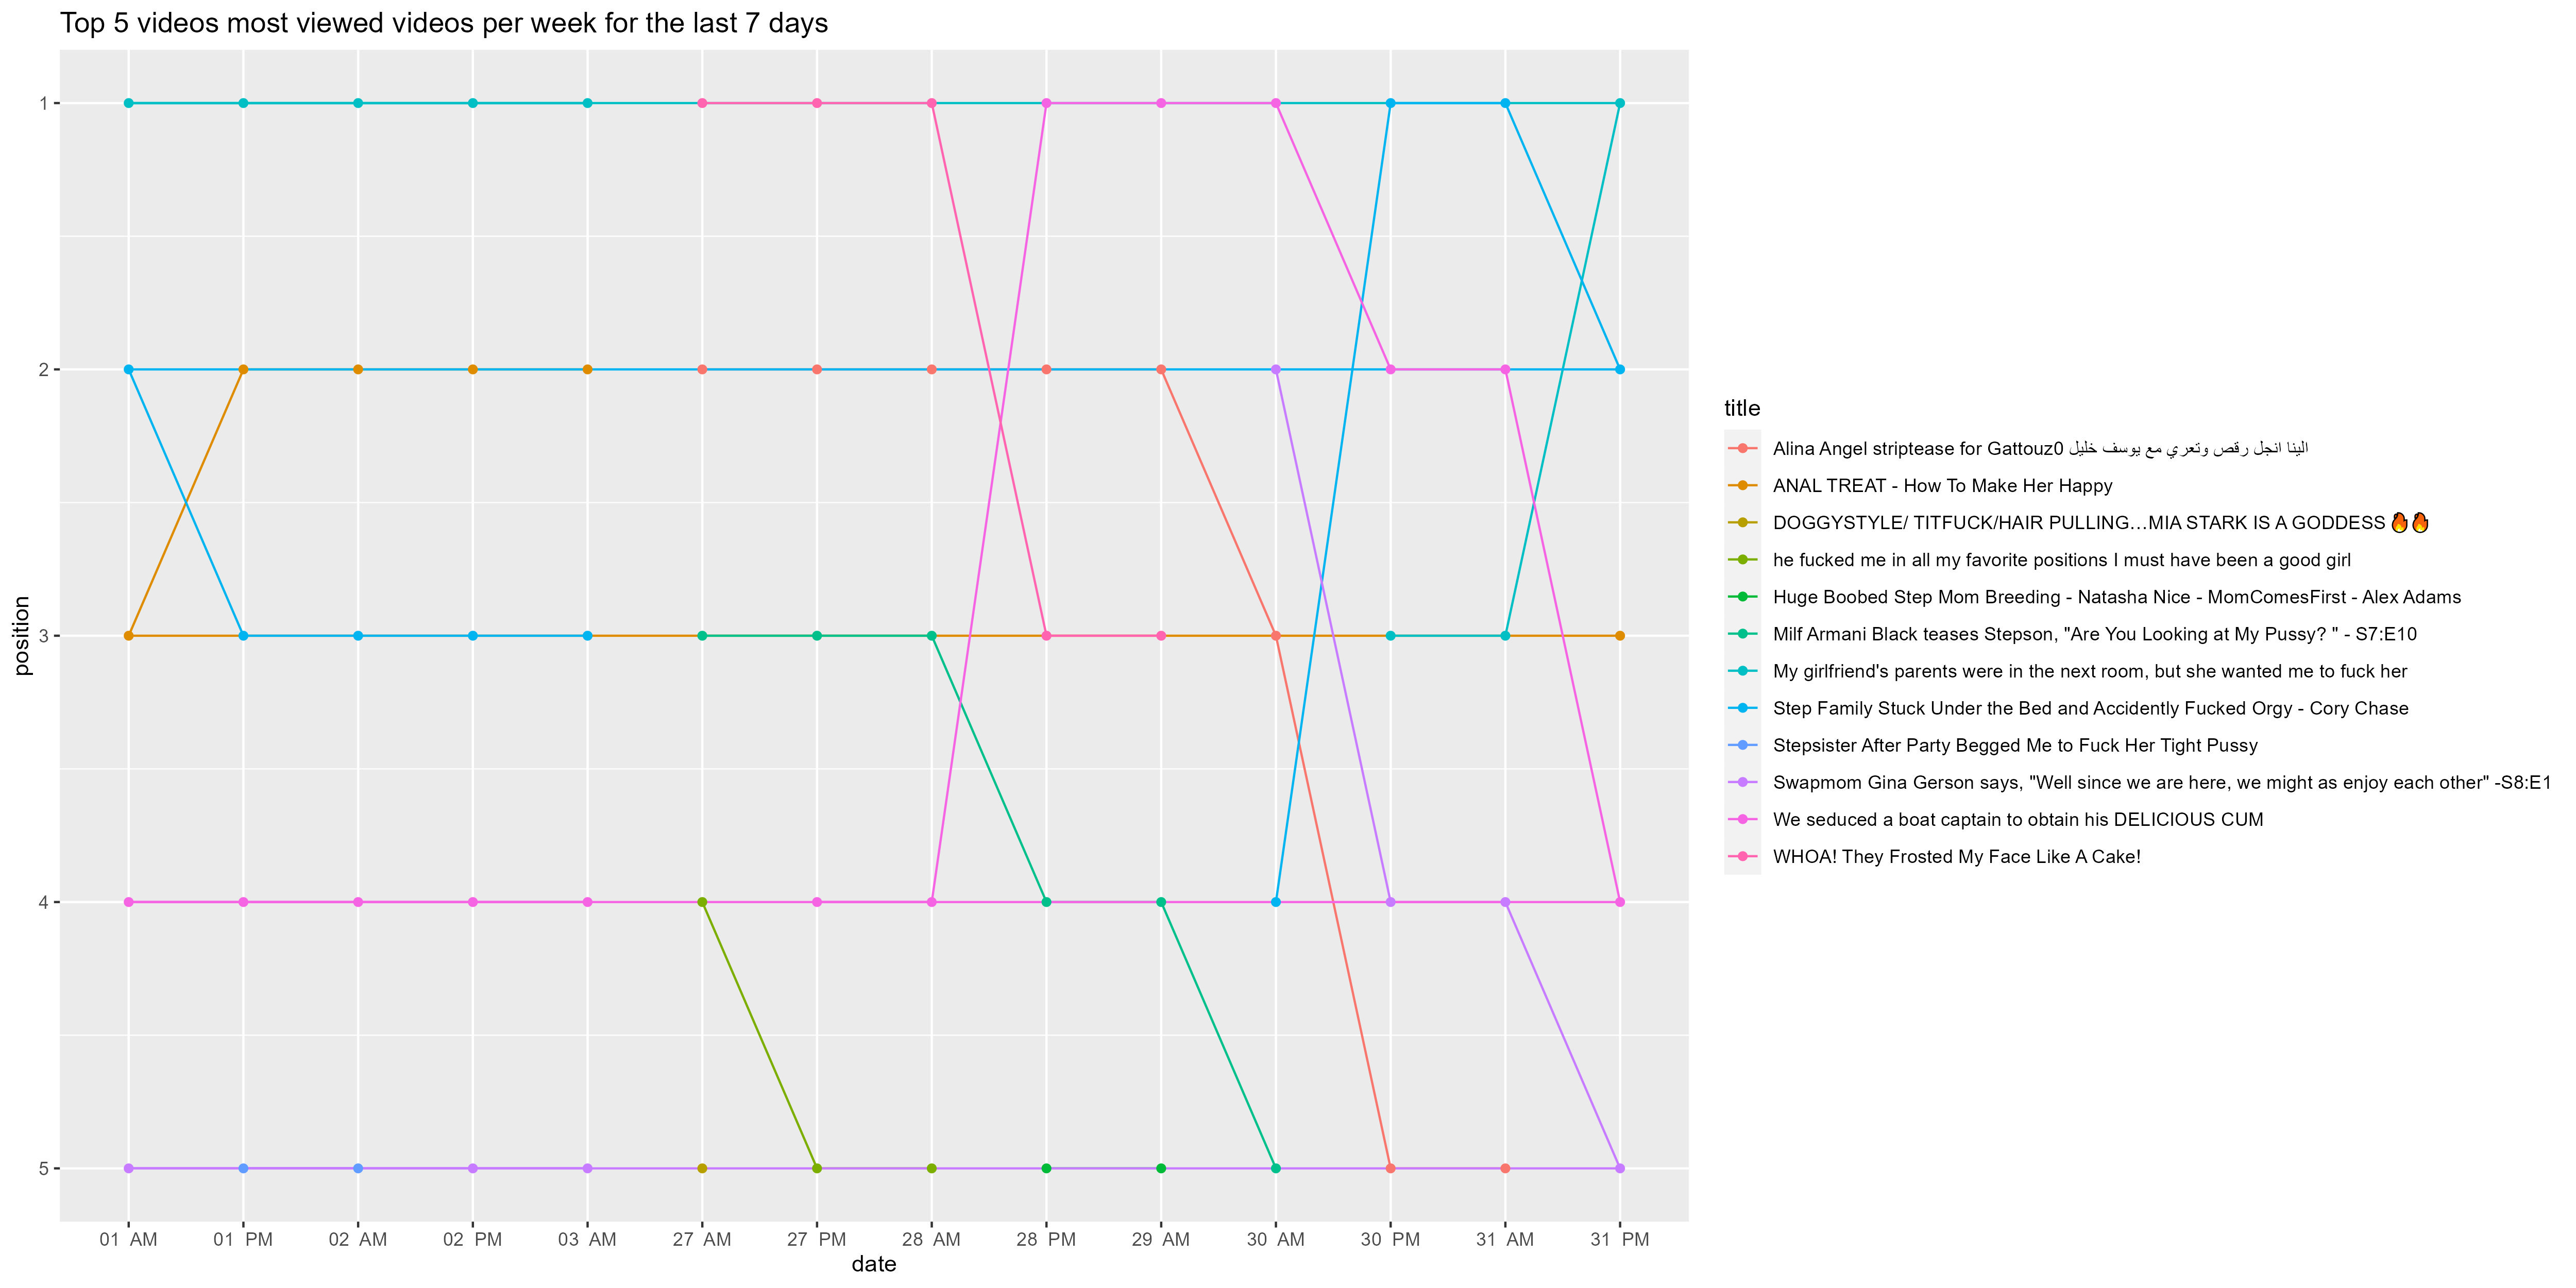 Top 5 videos most viewed videos per week for the last 7 days
position
1
2
3
4
5
01 AM
01 PM
02 AM
02 PM
03 AM
27 AM
27 PM
28 AM
28 PM
29 AM
30 AM
30 PM
31 AM
31 PM
date
title
Alina Angel striptease for Gattouz0 الينا انجل رقص وتعري مع يوسف خليل
ANAL TREAT - How To Make Her Happy
DOGGYSTYLE/ TITFUCK/HAIR PULLING…MIA STARK IS A GODDESS 🔥🔥
he fucked me in all my favorite positions I must have been a good girl
Huge Boobed Step Mom Breeding - Natasha Nice - MomComesFirst - Alex Adams
Milf Armani Black teases Stepson, "Are You Looking at My Pussy? " - S7:E10
My girlfriend's parents were in the next room, but she wanted me to fuck her
Step Family Stuck Under the Bed and Accidently Fucked Orgy - Cory Chase
Stepsister After Party Begged Me to Fuck Her Tight Pussy
Swapmom Gina Gerson says, "Well since we are here, we might as enjoy each other" -S8:E1
We seduced a boat captain to obtain his DELICIOUS CUM
WHOA! They Frosted My Face Like A Cake!